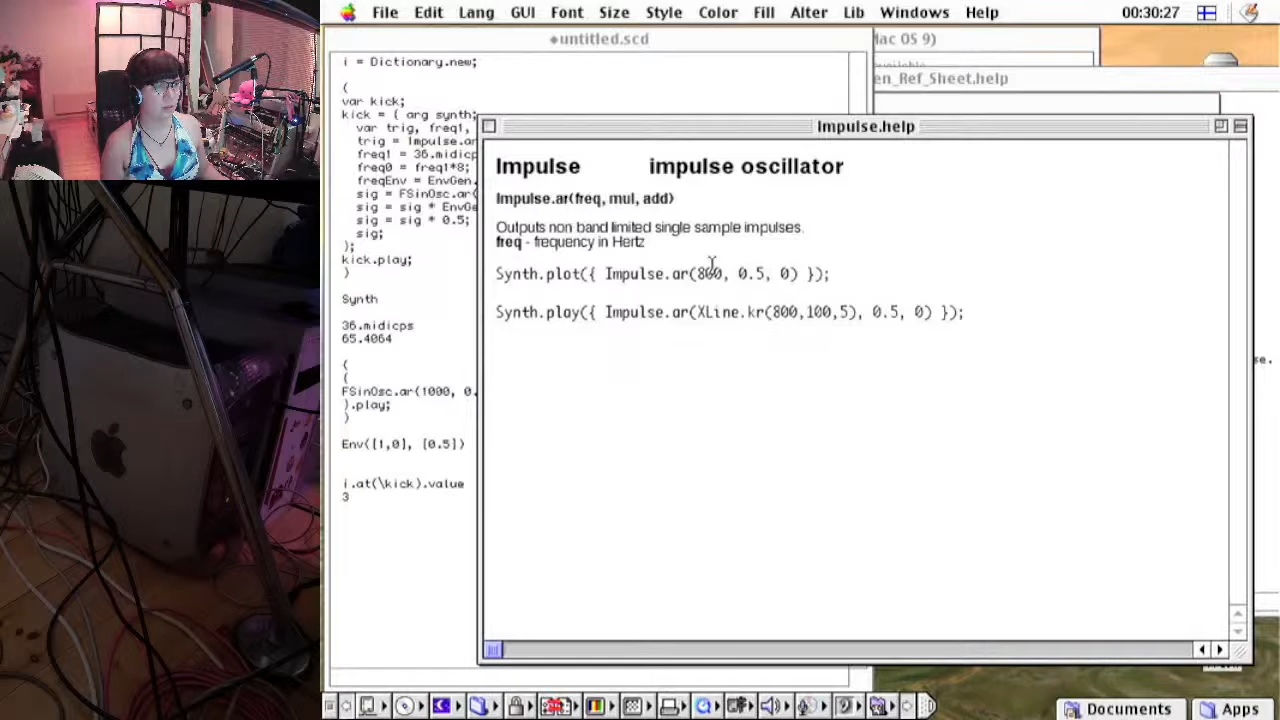 File Edit Lang GUI Font Size Style Color Fill Alter Lib Windows Help 00:30:27
untitled.scd
Mac OS 9)
en_Ref_Sheet.help
i = Dictionary.new;
(
var kick;
kick = { arg synth;
var trig, freq1,
trig = Impulse.ar
freq1 = 36.midicp
freq0 = freq1*8;
freqEnv = EnvGen.
sig = FSinOsc.ar(
sig = sig * EnvGe
sig = sig * 0.5;
sig;
};
kick.play;
)
Synth
36.midicps
65.4064
(
{
FSinOsc.ar(1000, 0.
}.play;
)
Env([1,0], [0.5])
i.at(\kick).value
3
Impulse.help
Impulse impulse oscillator
Impulse.ar(freq, mul, add)
Outputs non band limited single sample impulses.
freq - frequency in Hertz
Synth.plot({ Impulse.ar(800, 0.5, 0) });
Synth.play({ Impulse.ar(XLine.kr(800,100,5), 0.5, 0) });
se.
Documents
Apps